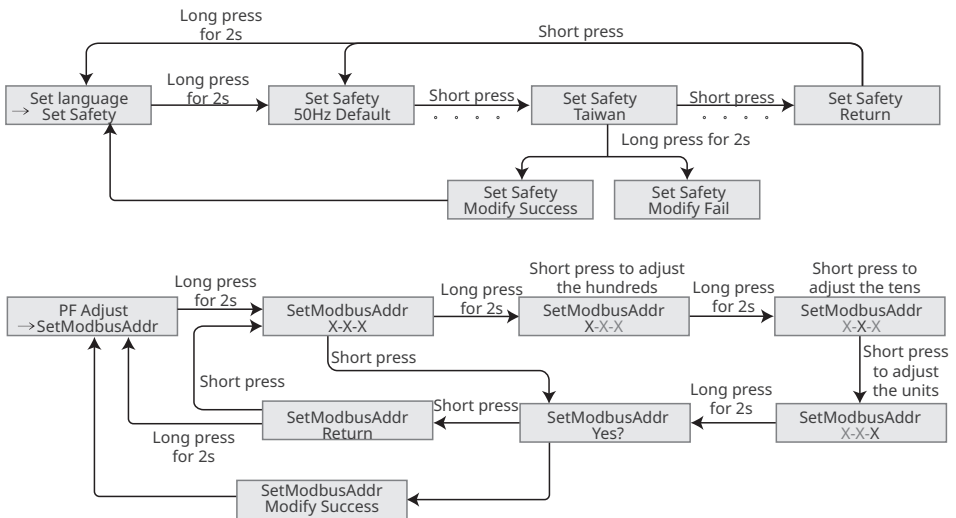 Long press
for 2s
Short press
Set language
→ Set Safety
Long press
for 2s
Set Safety
50Hz Default
Short press
Set Safety
Taiwan
Short press
Set Safety
Return
Long press for 2s
Set Safety
Modify Success
Set Safety
Modify Fail
PF Adjust
→SetModbusAddr
Long press
for 2s
SetModbusAddr
X-X-X
Long press
for 2s
Short press to adjust
the hundreds
SetModbusAddr
X-X-X
Long press
for 2s
Short press to
adjust the tens
SetModbusAddr
X-X-X
Short press
to adjust
the units
Short press
Short press
SetModbusAddr
Return
Short press
SetModbusAddr
Yes?
Long press
for 2s
SetModbusAddr
X-X-X
Long press
for 2s
SetModbusAddr
Modify Success